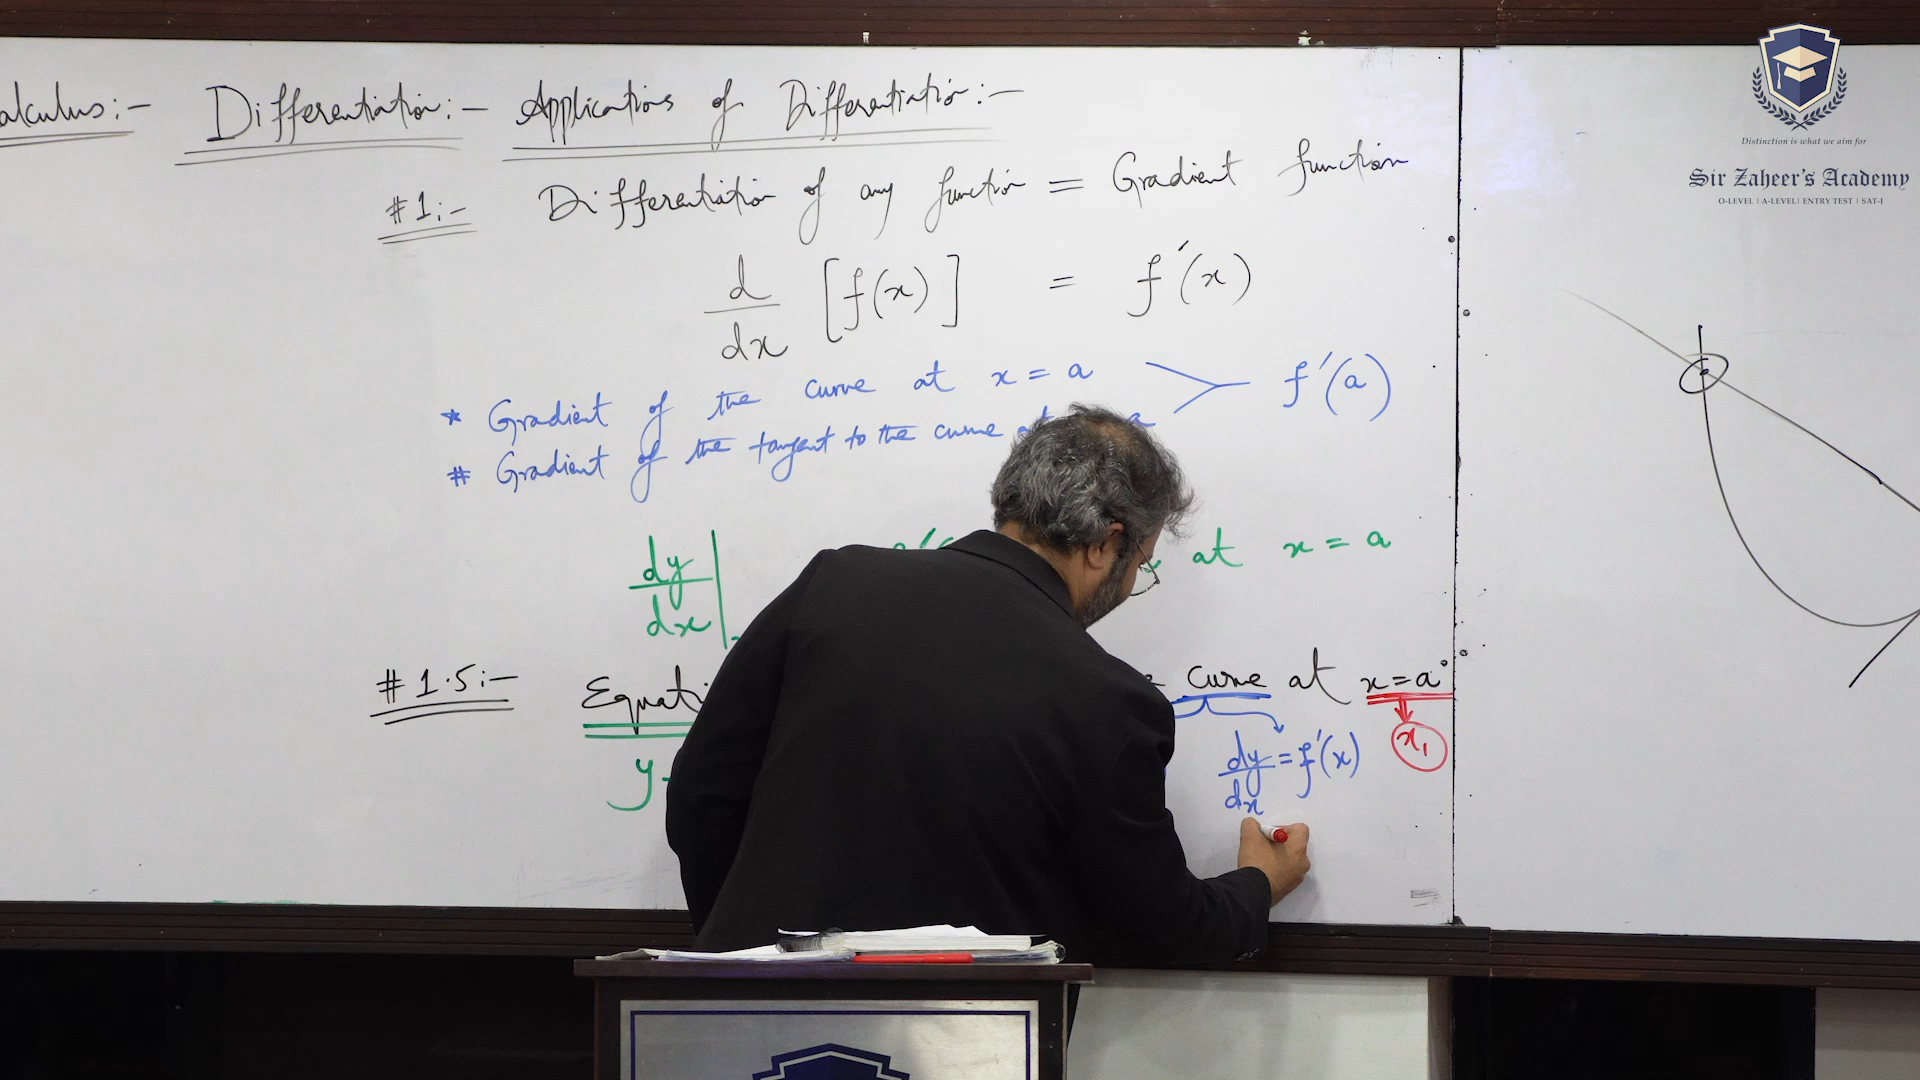 alculus:- Differentiation:- Applications of Differentiation:-
#1:- Differentiation of any function = Gradient function
d/dx [f(x)] = f'(x)
* Gradient of the curve at x = a
# Gradient of the tangent to the curve a
f'(a)
dy/dx | at x = a
#1.5:- Equati curve at x=a
y- dy/dx = f'(x) x₁
Distinction is what we aim for
Sir Zaheer's Academy
O-LEVEL | A-LEVEL | ENTRY TEST | SAT-I